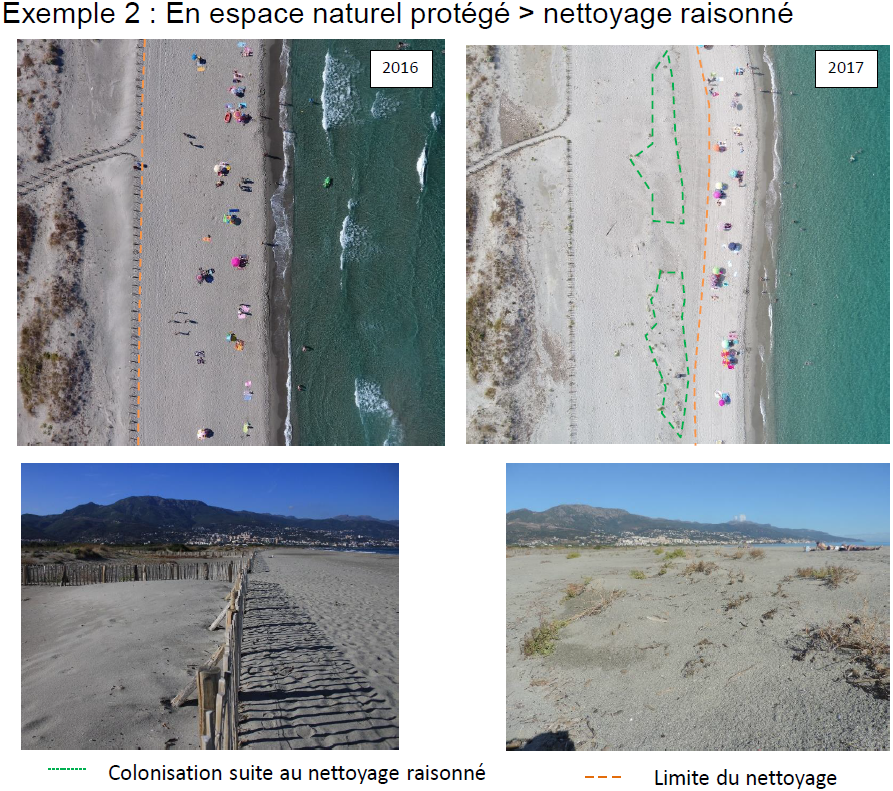 Exemple 2 : En espace naturel protégé > nettoyage raisonné
2016
2017
Colonisation suite au nettoyage raisonné
Limite du nettoyage